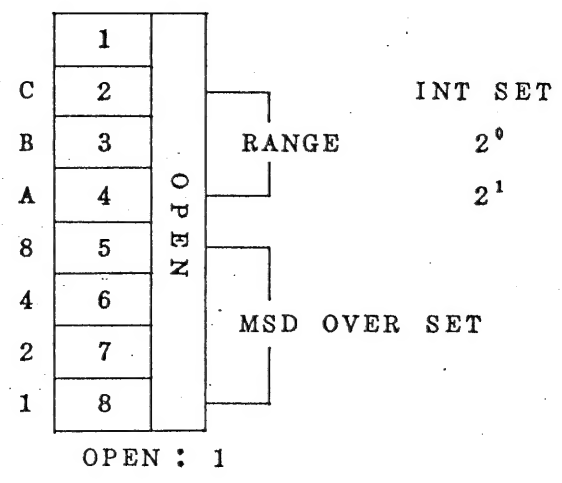 1
C 2 INT SET
B 3 RANGE 2⁰
A 4 2¹
OPEN
8 5
4 6
MSD OVER SET
2 7
1 8
OPEN : 1